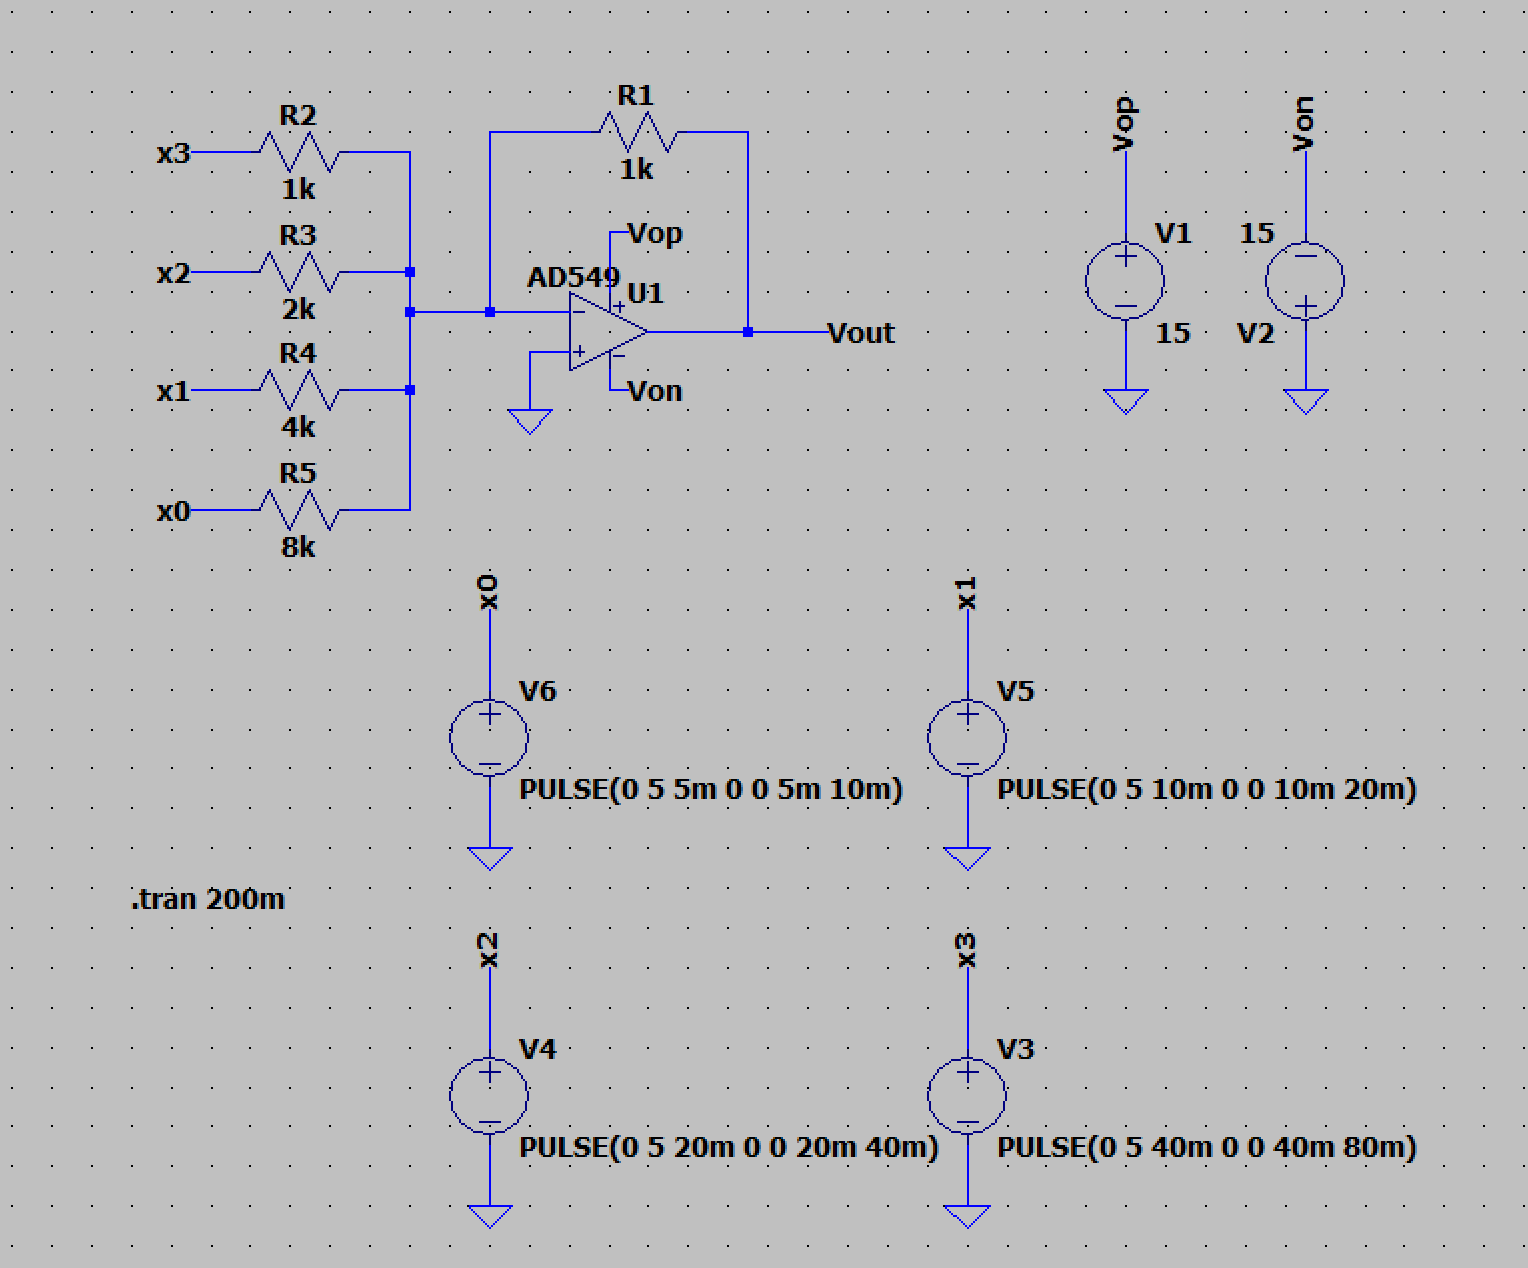 R2
x3
1k
R3
x2
2k
R4
x1
4k
R5
x0
8k
R1
1k
Vop
AD549
U1
Vout
Von
Vop
V1
15
Von
15
V2
x0
V6
PULSE(0 5 5m 0 0 5m 10m)
x1
V5
PULSE(0 5 10m 0 0 10m 20m)
.tran 200m
x2
V4
PULSE(0 5 20m 0 0 20m 40m)
x3
V3
PULSE(0 5 40m 0 0 40m 80m)